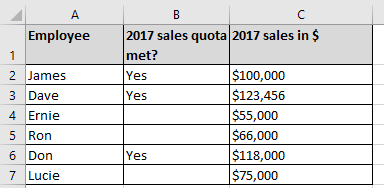 A B C
1 Employee 2017 sales quota met? 2017 sales in $
2 James Yes $100,000
3 Dave Yes $123,456
4 Ernie $55,000
5 Ron $66,000
6 Don Yes $118,000
7 Lucie $75,000